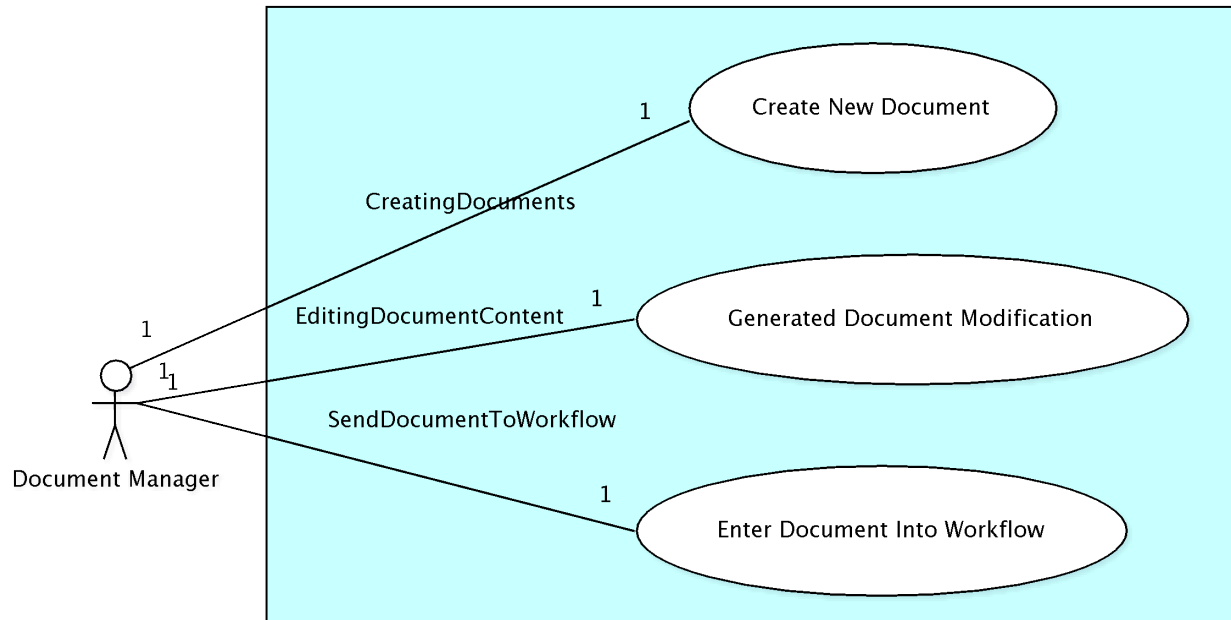 1
Create New Document
CreatingDocuments
1
EditingDocumentContent
1
Generated Document Modification
1
1
1
SendDocumentToWorkflow
Document Manager
1
Enter Document Into Workflow